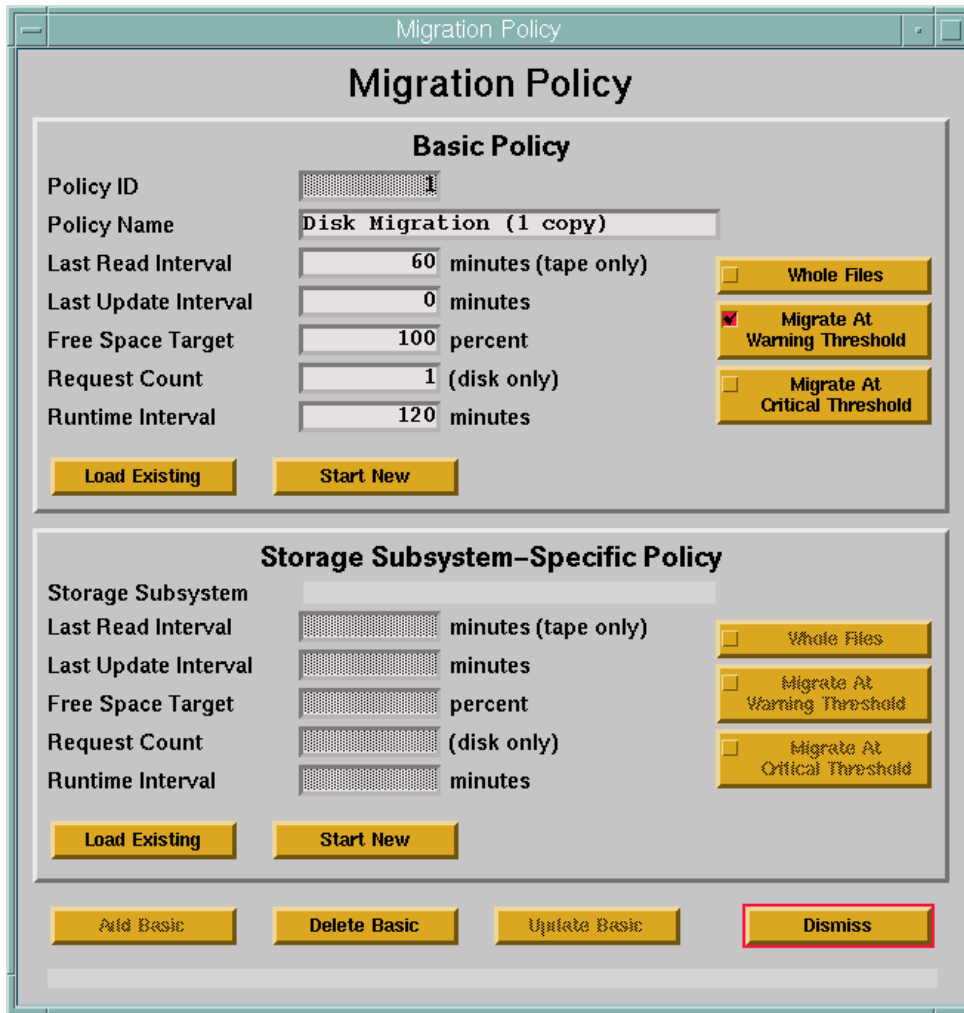 Migration Policy
Migration Policy
Basic Policy
Policy ID 1
Policy Name Disk Migration (1 copy)
Last Read Interval 60 minutes (tape only)
Whole Files
Last Update Interval 0 minutes
Migrate At
Warning Threshold
Free Space Target 100 percent
Request Count 1 (disk only)
Migrate At
Critical Threshold
Runtime Interval 120 minutes
Load Existing Start New
Storage Subsystem-Specific Policy
Storage Subsystem
Last Read Interval minutes (tape only)
Whole Files
Last Update Interval minutes
Migrate At
Warning Threshold
Free Space Target percent
Request Count (disk only)
Migrate At
Critical Threshold
Runtime Interval minutes
Load Existing Start New
Add Basic Delete Basic Update Basic Dismiss